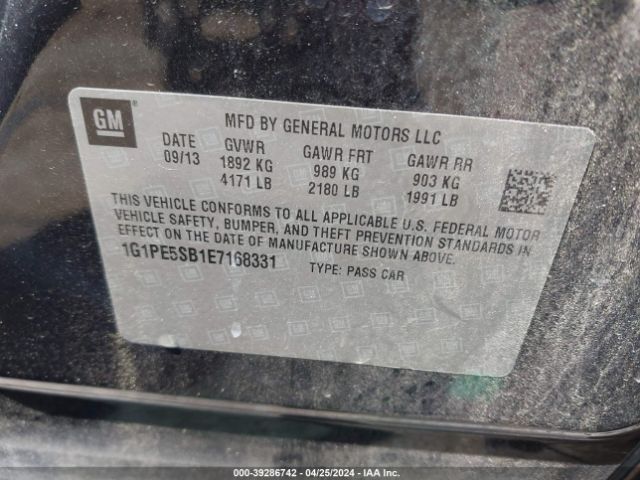 GM
MFD BY GENERAL MOTORS LLC
DATE GVWR GAWR FRT GAWR RR
09/13 1892 KG 989 KG 903 KG
4171 LB 2180 LB 1991 LB
THIS VEHICLE CONFORMS TO ALL APPLICABLE U.S. FEDERAL MOTOR
VEHICLE SAFETY, BUMPER, AND THEFT PREVENTION STANDARDS IN
EFFECT ON THE DATE OF MANUFACTURE SHOWN ABOVE.
1G1PE5SB1E7168331 TYPE: PASS CAR
000-39286742 / 04/25/2024 - IAA Inc.